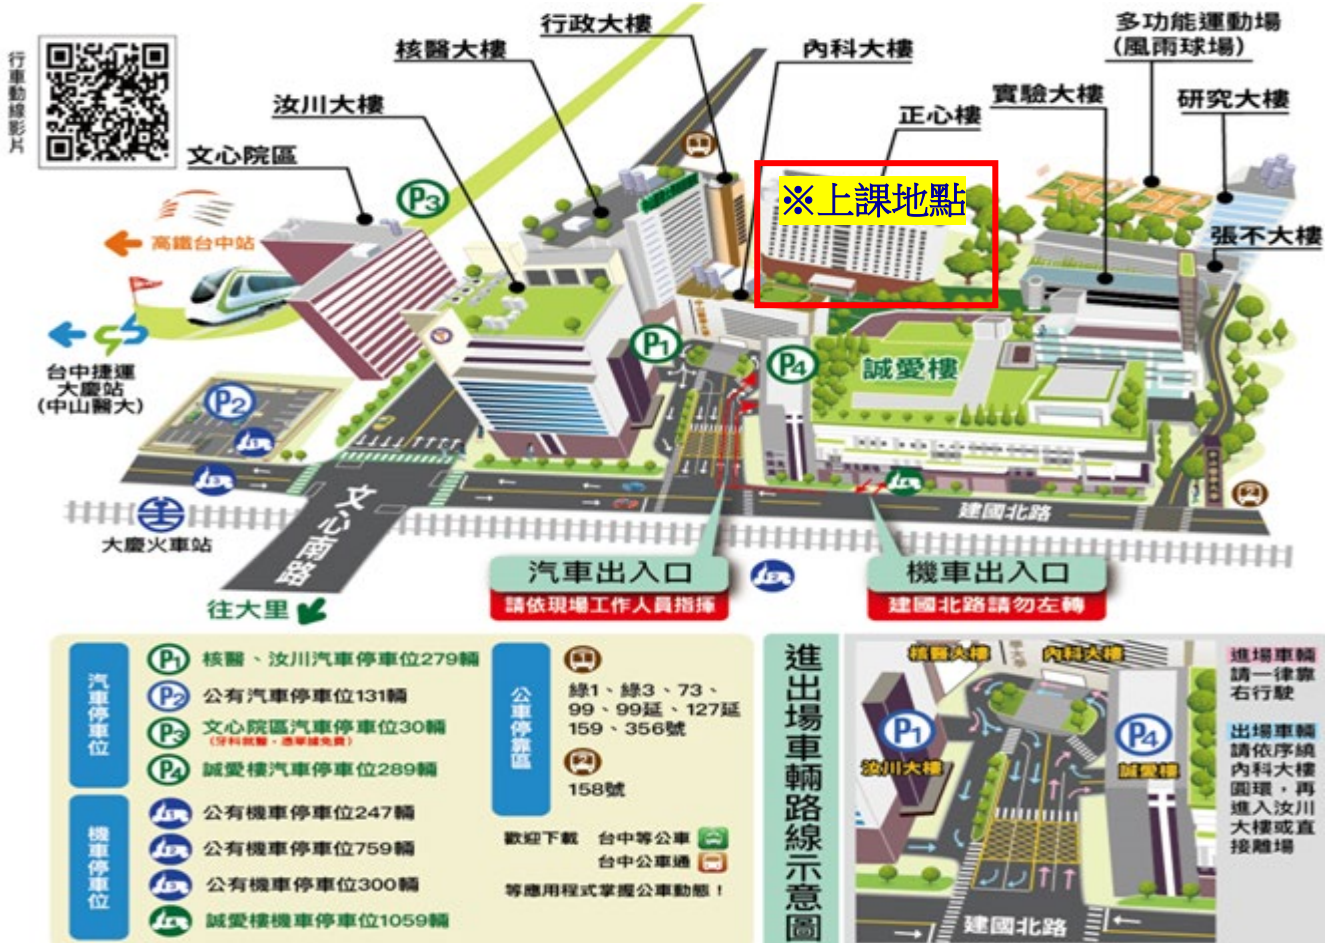 行車動線影片
行政大樓
核醫大樓
內科大樓
多功能運動場
(風雨球場)
汝川大樓
正心樓
實驗大樓
研究大樓
文心院區
※上課地點
P3
高鐵台中站
張不大樓
台中捷運
大慶站
(中山醫大)
P1
P4
誠愛樓
P2
2
文心南路
建國北路
大慶火車站
往大里
汽車出入口
請依現場工作人員指揮
機車出入口
建國北路請勿左轉
汽車停車位
P1 核醫、汝川汽車停車位279輛
P2 公有汽車停車位131輛
P3 文心院區汽車停車位30輛
(牙科就醫，憑單據免費)
P4 誠愛樓汽車停車位289輛
機車停車位
公有機車停車位247輛
公有機車停車位759輛
公有機車停車位300輛
誠愛樓機車停車位1059輛
公車停靠區
1
綠1、綠3、73、
99、99延、127延
159、356號
2
158號
歡迎下載 台中等公車
台中公車通
等應用程式掌握公車動態！
進出場車輛路線示意圖
核醫大樓
內科大樓
P1
汝川大樓
P4
誠愛樓
建國北路
進場車輛
請一律靠
右行駛
出場車輛
請依序繞
內科大樓
圓環，再
進入汝川
大樓或直
接離場